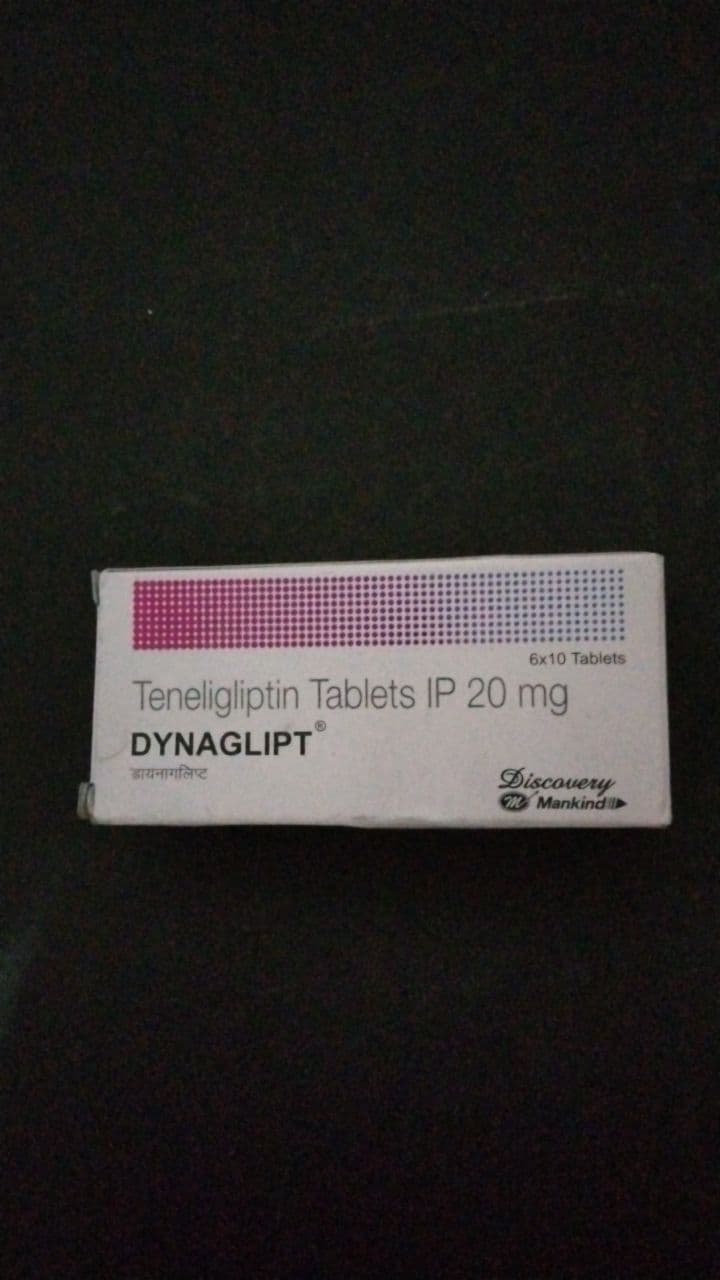 6x10 Tablets
Teneligliptin Tablets IP 20 mg
DYNAGLIPT®
डायनाग्लिप्ट
Discovery
m Mankind